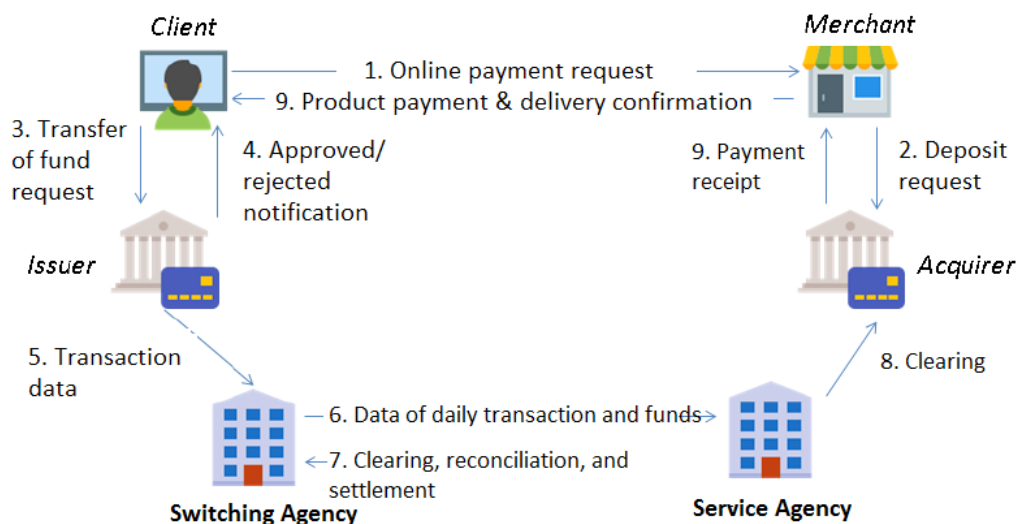 Client
Merchant
1. Online payment request
9. Product payment & delivery confirmation
3. Transfer
of fund
request
4. Approved/
rejected
notification
9. Payment
receipt
2. Deposit
request
Issuer
Acquirer
5. Transaction
data
8. Clearing
6. Data of daily transaction and funds
7. Clearing, reconciliation, and
settlement
Switching Agency
Service Agency